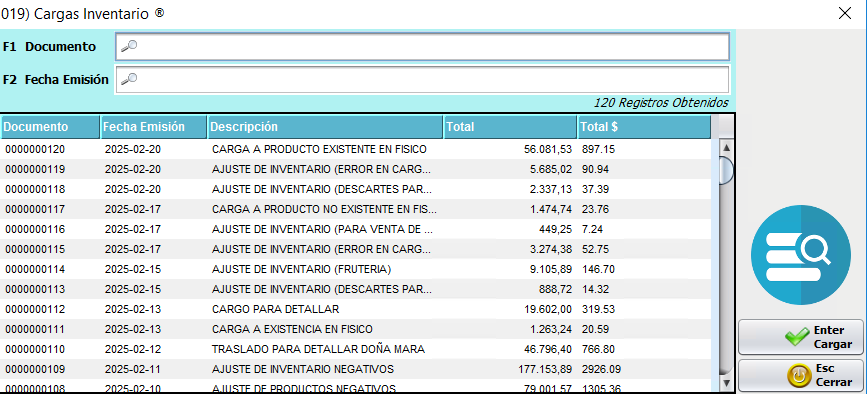 019) Cargas Inventario ®
F1 Documento
F2 Fecha Emisión
120 Registros Obtenidos
Documento Fecha Emisión Descripción Total Total $
0000000120 2025-02-20 CARGA A PRODUCTO EXISTENTE EN FISICO 56.081,53 897.15
0000000119 2025-02-20 AJUSTE DE INVENTARIO (ERROR EN CARG... 5.685,02 90.94
0000000118 2025-02-20 AJUSTE DE INVENTARIO (DESCARTES PAR... 2.337,13 37.39
0000000117 2025-02-17 CARGA A PRODUCTO NO EXISTENTE EN FIS... 1.474,74 23.76
0000000116 2025-02-17 AJUSTE DE INVENTARIO (PARA VENTA DE ... 449,25 7.24
0000000115 2025-02-17 AJUSTE DE INVENTARIO (ERROR EN CARG... 3.274,38 52.75
0000000114 2025-02-15 AJUSTE DE INVENTARIO (FRUTERIA) 9.105,89 146.70
0000000113 2025-02-15 AJUSTE DE INVENTARIO (DESCARTES PAR... 888,72 14.32
0000000112 2025-02-13 CARGO PARA DETALLAR 19.602,00 319.53
0000000111 2025-02-13 CARGA A EXISTENCIA EN FISICO 1.263,24 20.59
0000000110 2025-02-12 TRASLADO PARA DETALLAR DOÑA MARA 46.796,40 766.80
0000000109 2025-02-11 AJUSTE DE INVENTARIO NEGATIVOS 177.153,89 2926.09
0000000108 2025-02-10 AJUSTE DE PRODUCTOS NEGATIVOS 79.001,57 1305.36
Enter
Cargar
Esc
Cerrar